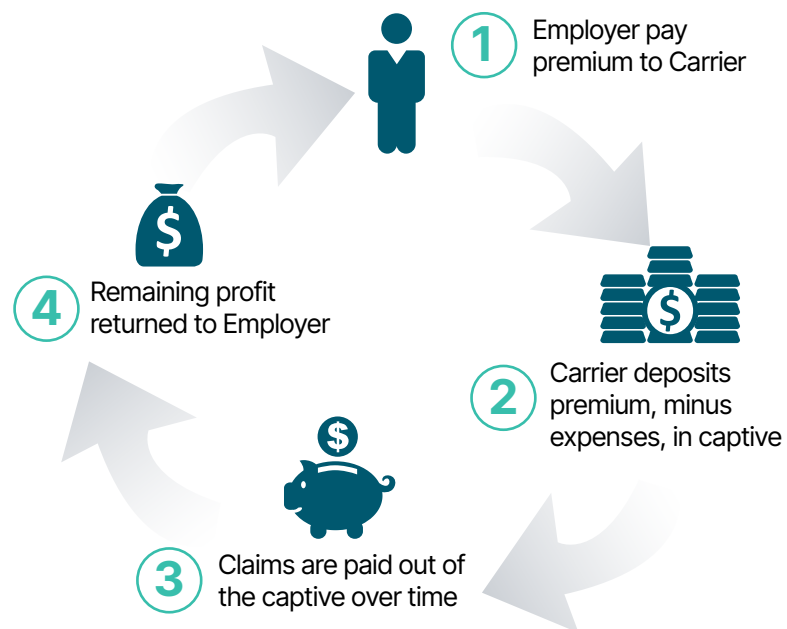 1
Employer pay
premium to Carrier
$
2
Carrier deposits
premium, minus
expenses, in captive
$
3
Claims are paid out of
the captive over time
$
4
Remaining profit
returned to Employer